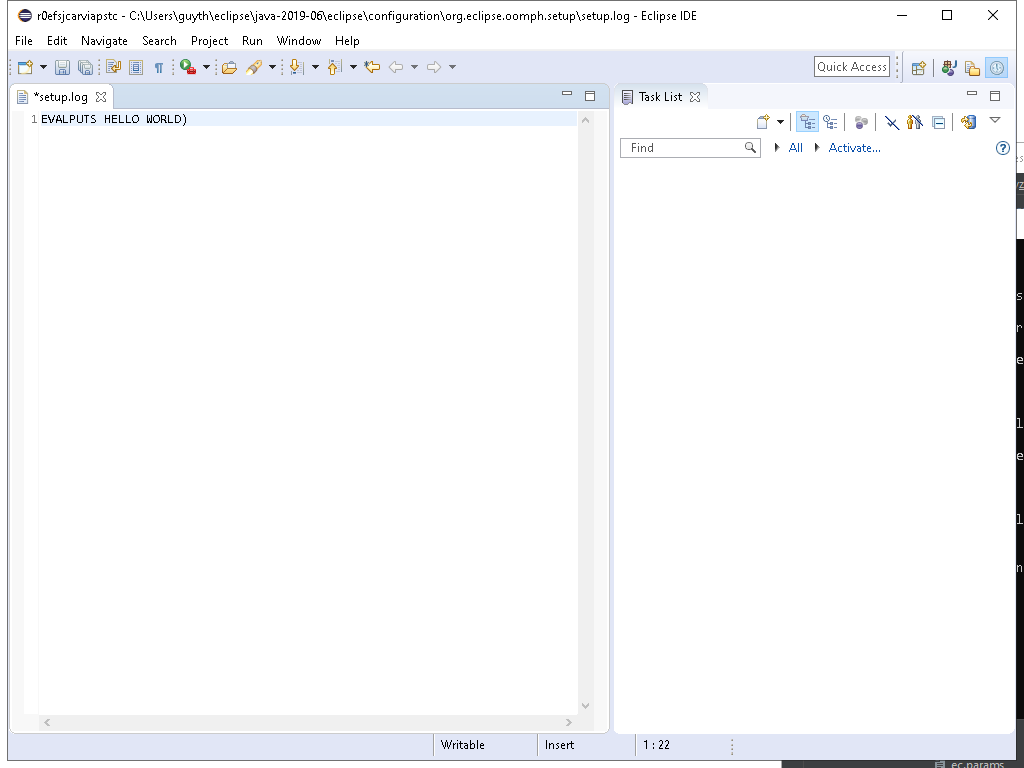 r0efsjcarviapstc - C:\Users\guyth\eclipse\java-2019-06\eclipse\configuration\org.eclipse.oomph.setup\setup.log - Eclipse IDE
File Edit Navigate Search Project Run Window Help
Quick Access
*setup.log
Task List
1 EVALPUTS HELLO WORLD)
Find
All
Activate...
Writable
Insert
1 : 22
ec.params